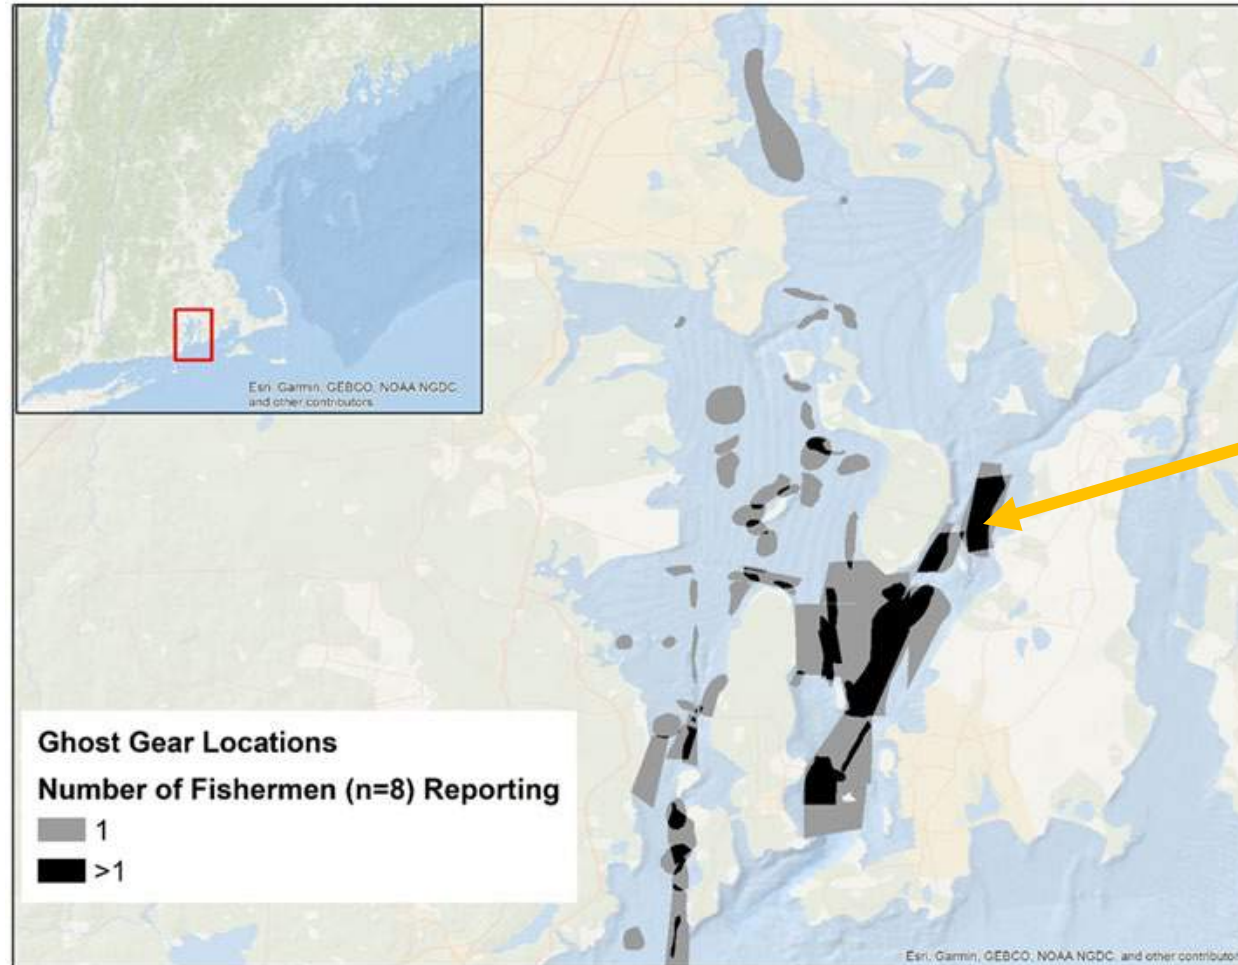 Esri, Garmin, GEBCO, NOAA NGDC,
and other contributors
Ghost Gear Locations
Number of Fishermen (n=8) Reporting
1
>1
Esri, Garmin, GEBCO, NOAA NGDC, and other contributor